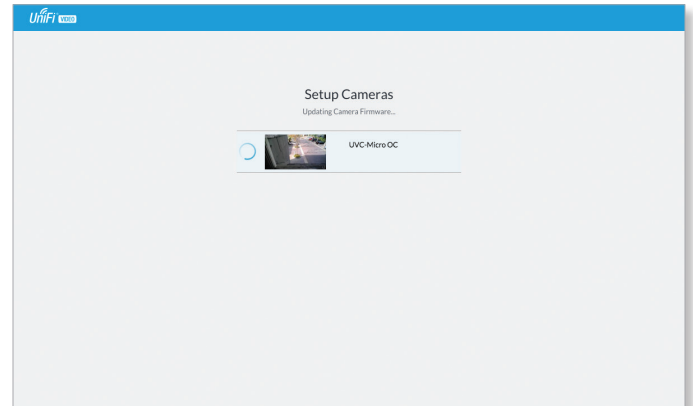 UniFi VIDEO
Setup Cameras
Updating Camera Firmware...
UVC-Micro OC